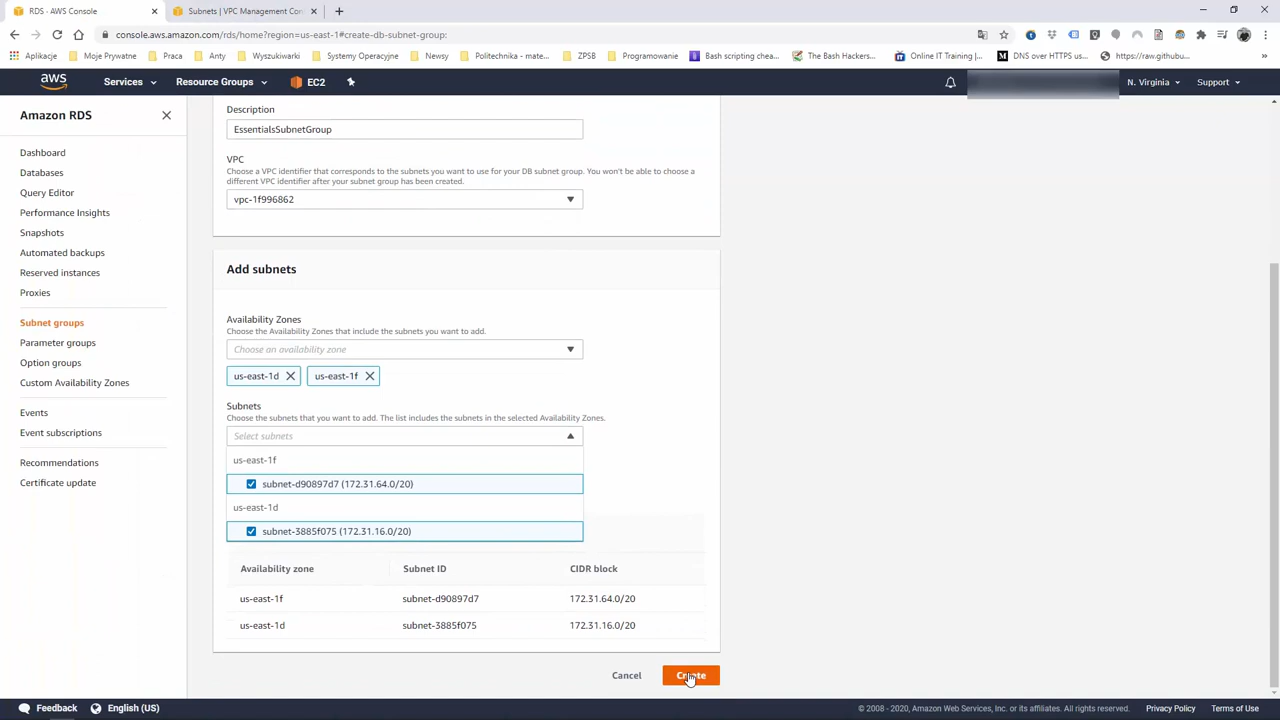 RDS - AWS Console
Subnets | VPC Management Con
console.aws.amazon.com/rds/home?region=us-east-1#create-db-subnet-group:
Aplikacje
Moje Prywatne
Anty
Wyszukiwarki
Systemy Operacyjne
Newsy
Politechnika - mate...
ZPSB
Programowanie
Bash scripting chea...
The Bash Hackers...
Online IT Training |...
DNS over HTTPS us...
https://raw.githubu...
aws
Services
Resource Groups
EC2
N. Virginia
Support
Amazon RDS
Dashboard
Databases
Query Editor
Performance Insights
Snapshots
Automated backups
Reserved instances
Proxies
Subnet groups
Parameter groups
Option groups
Custom Availability Zones
Events
Event subscriptions
Recommendations
Certificate update
Description
EssentialsSubnetGroup
VPC
Choose a VPC identifier that corresponds to the subnets you want to use for your DB subnet group. You won't be able to choose a
different VPC identifier after your subnet group has been created.
vpc-1f996862
Add subnets
Availability Zones
Choose the Availability Zones that include the subnets you want to add.
Choose an availability zone
us-east-1d
us-east-1f
Subnets
Choose the subnets that you want to add. The list includes the subnets in the selected Availability Zones.
Select subnets
us-east-1f
subnet-d90897d7 (172.31.64.0/20)
us-east-1d
subnet-3885f075 (172.31.16.0/20)
Availability zone Subnet ID CIDR block
us-east-1f subnet-d90897d7 172.31.64.0/20
us-east-1d subnet-3885f075 172.31.16.0/20
Cancel
Create
Feedback
English (US)
© 2008 - 2020, Amazon Web Services, Inc. or its affiliates. All rights reserved.
Privacy Policy
Terms of Use